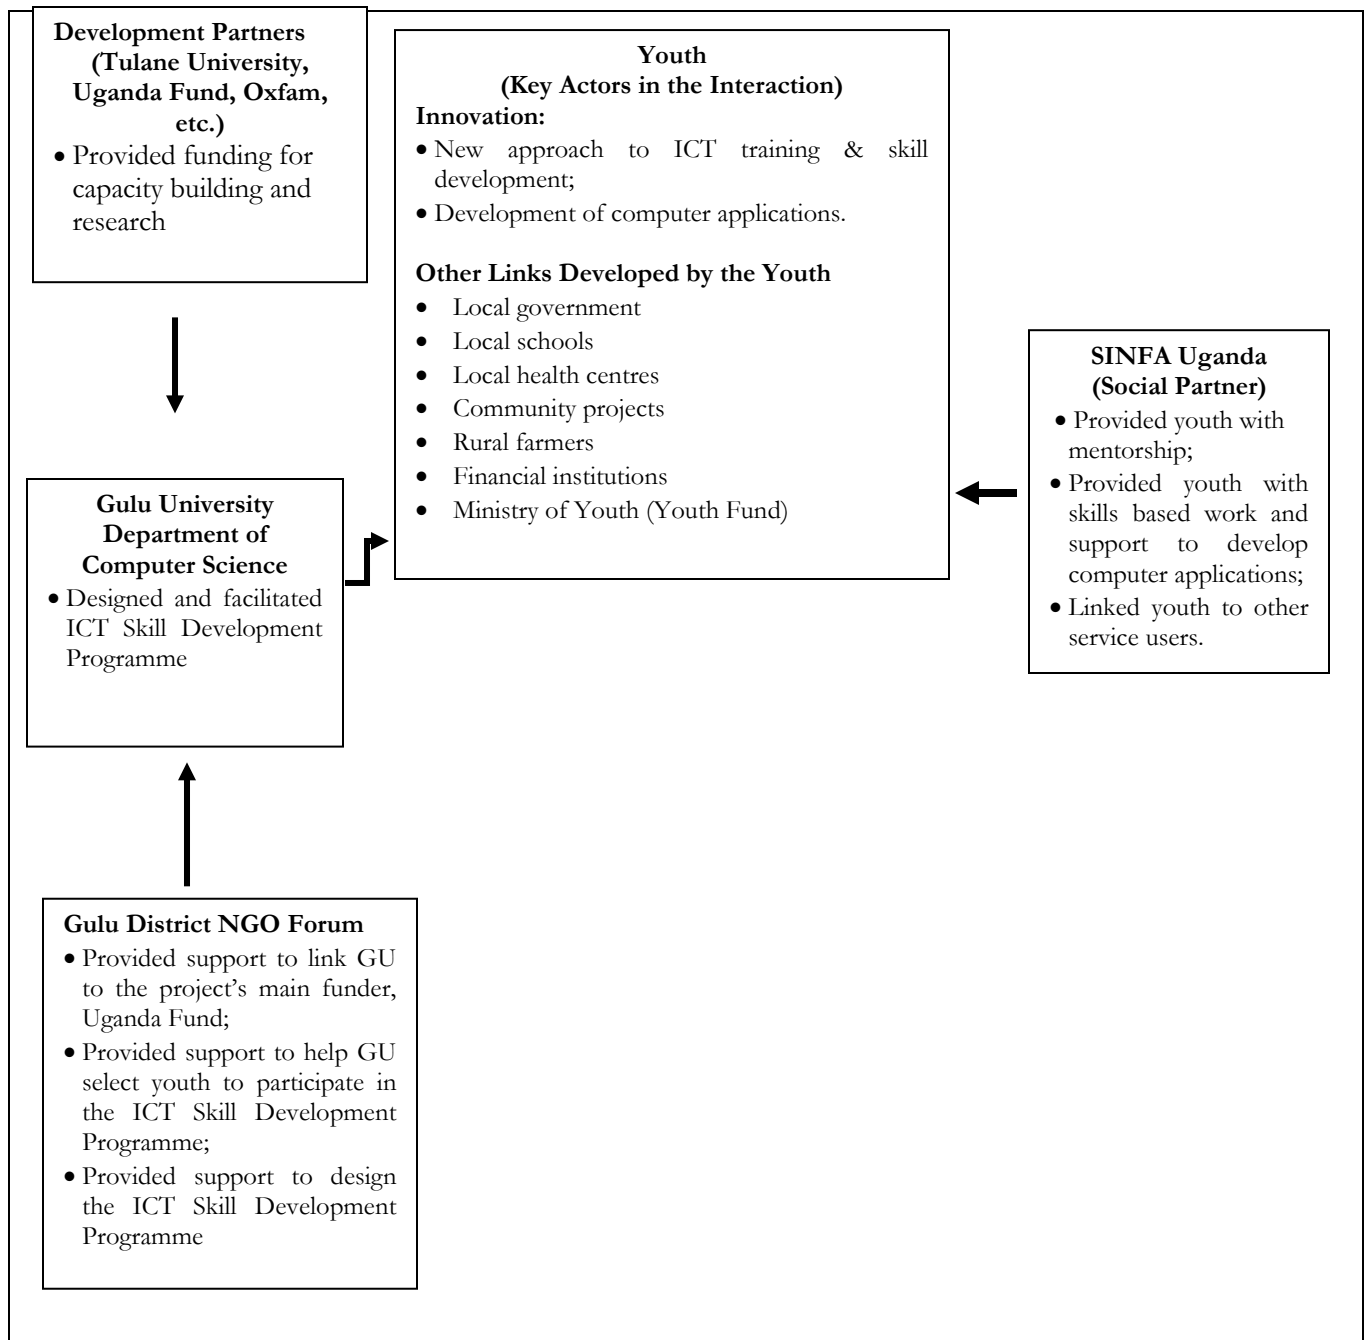 Development Partners
(Tulane University,
Uganda Fund, Oxfam,
etc.)
• Provided funding for
capacity building and
research
Youth
(Key Actors in the Interaction)
Innovation:
• New approach to ICT training & skill
development;
• Development of computer applications.
Other Links Developed by the Youth
• Local government
• Local schools
• Local health centres
• Community projects
• Rural farmers
• Financial institutions
• Ministry of Youth (Youth Fund)
SINFA Uganda
(Social Partner)
• Provided youth with
mentorship;
• Provided youth with
skills based work and
support to develop
computer applications;
• Linked youth to other
service users.
Gulu University
Department of
Computer Science
• Designed and facilitated
ICT Skill Development
Programme
Gulu District NGO Forum
• Provided support to link GU
to the project’s main funder,
Uganda Fund;
• Provided support to help GU
select youth to participate in
the ICT Skill Development
Programme;
• Provided support to design
the ICT Skill Development
Programme